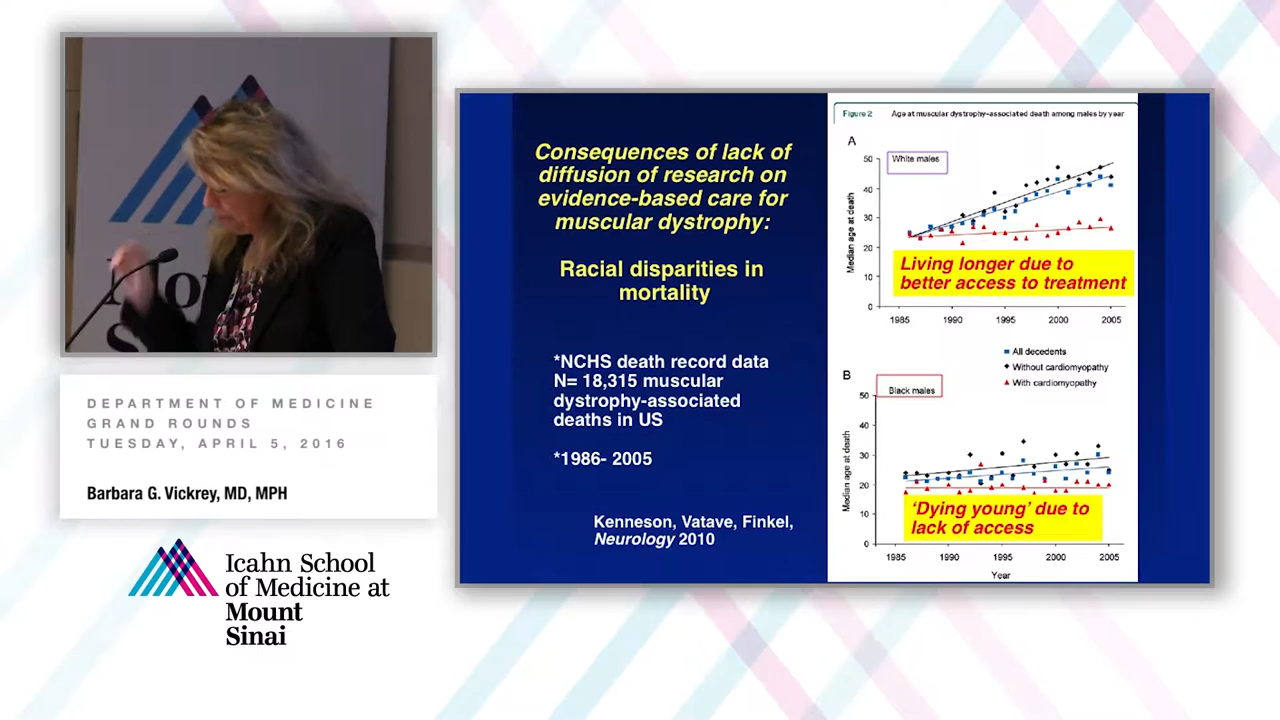 DEPARTMENT OF MEDICINE
GRAND ROUNDS
TUESDAY, APRIL 5, 2016
Barbara G. Vickrey, MD, MPH
Icahn School
of Medicine at
Mount
Sinai
Consequences of lack of
diffusion of research on
evidence-based care for
muscular dystrophy:
Racial disparities in
mortality
*NCHS death record data
N= 18,315 muscular
dystrophy-associated
deaths in US
*1986- 2005
Kenneson, Vatave, Finkel,
Neurology 2010
Figure 2 Age at muscular dystrophy-associated death among males by year
A
White males
Median age at death
50
40
30
20
10
0
Living longer due to
better access to treatment
1985 1990 1995 2000 2005
All decedents
Without cardiomyopathy
With cardiomyopathy
B
Black males
Median age at death
50
40
30
20
10
0
‘Dying young’ due to
lack of access
1985 1990 1995 2000 2005
Year